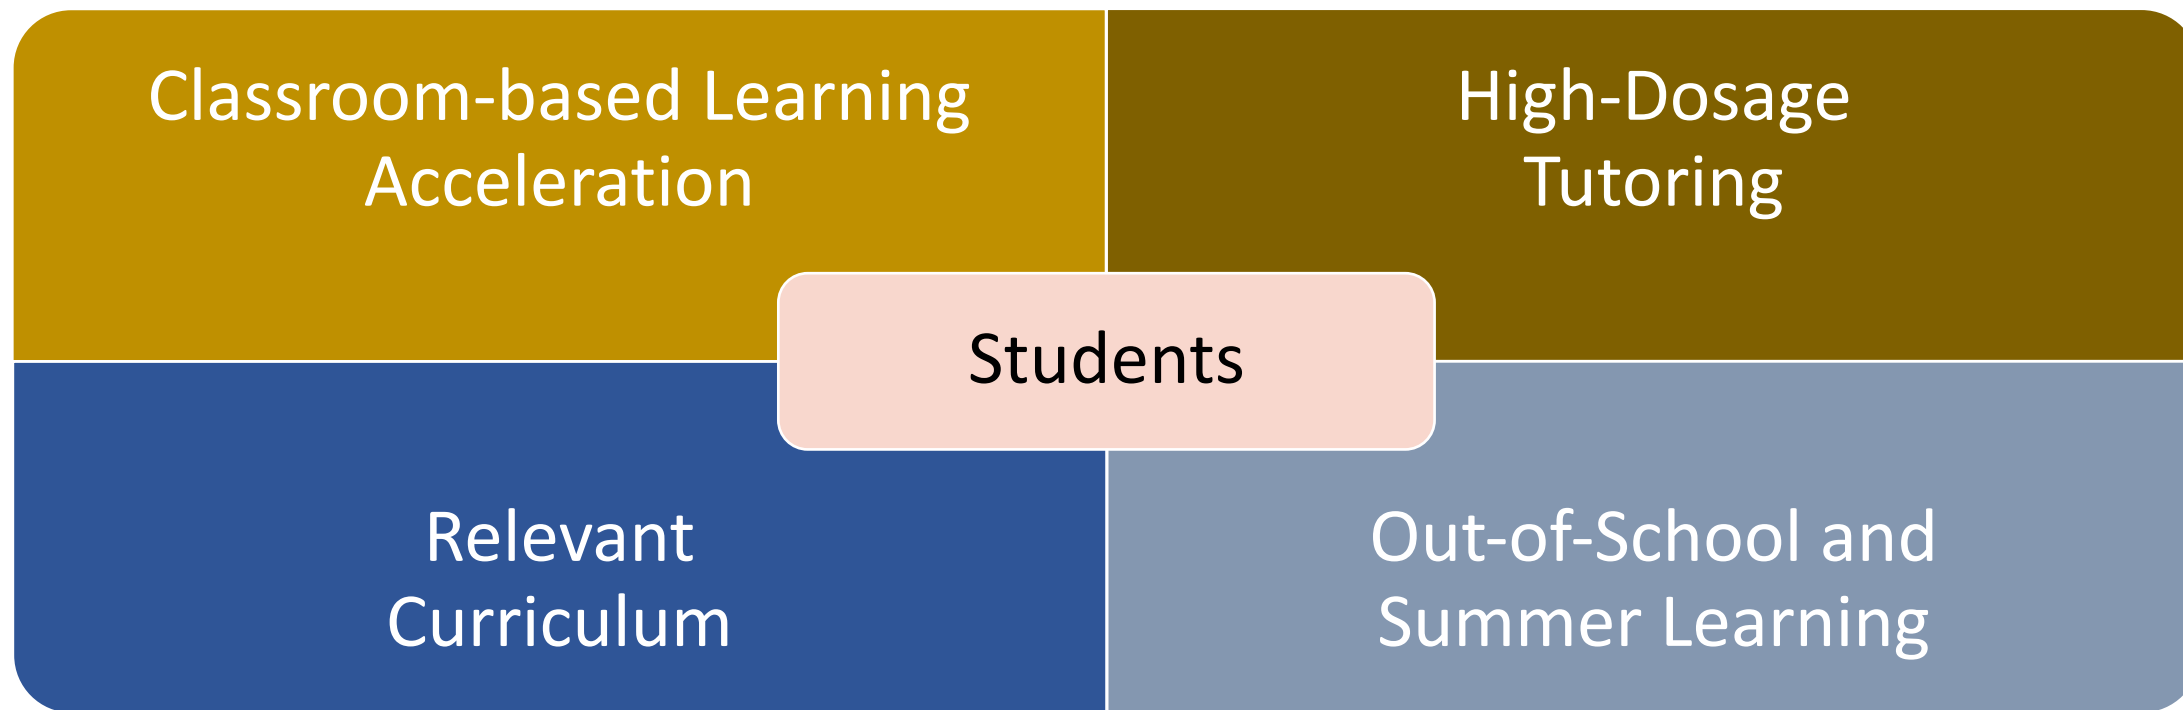 Classroom-based Learning
Acceleration
High-Dosage
Tutoring
Students
Relevant
Curriculum
Out-of-School and
Summer Learning